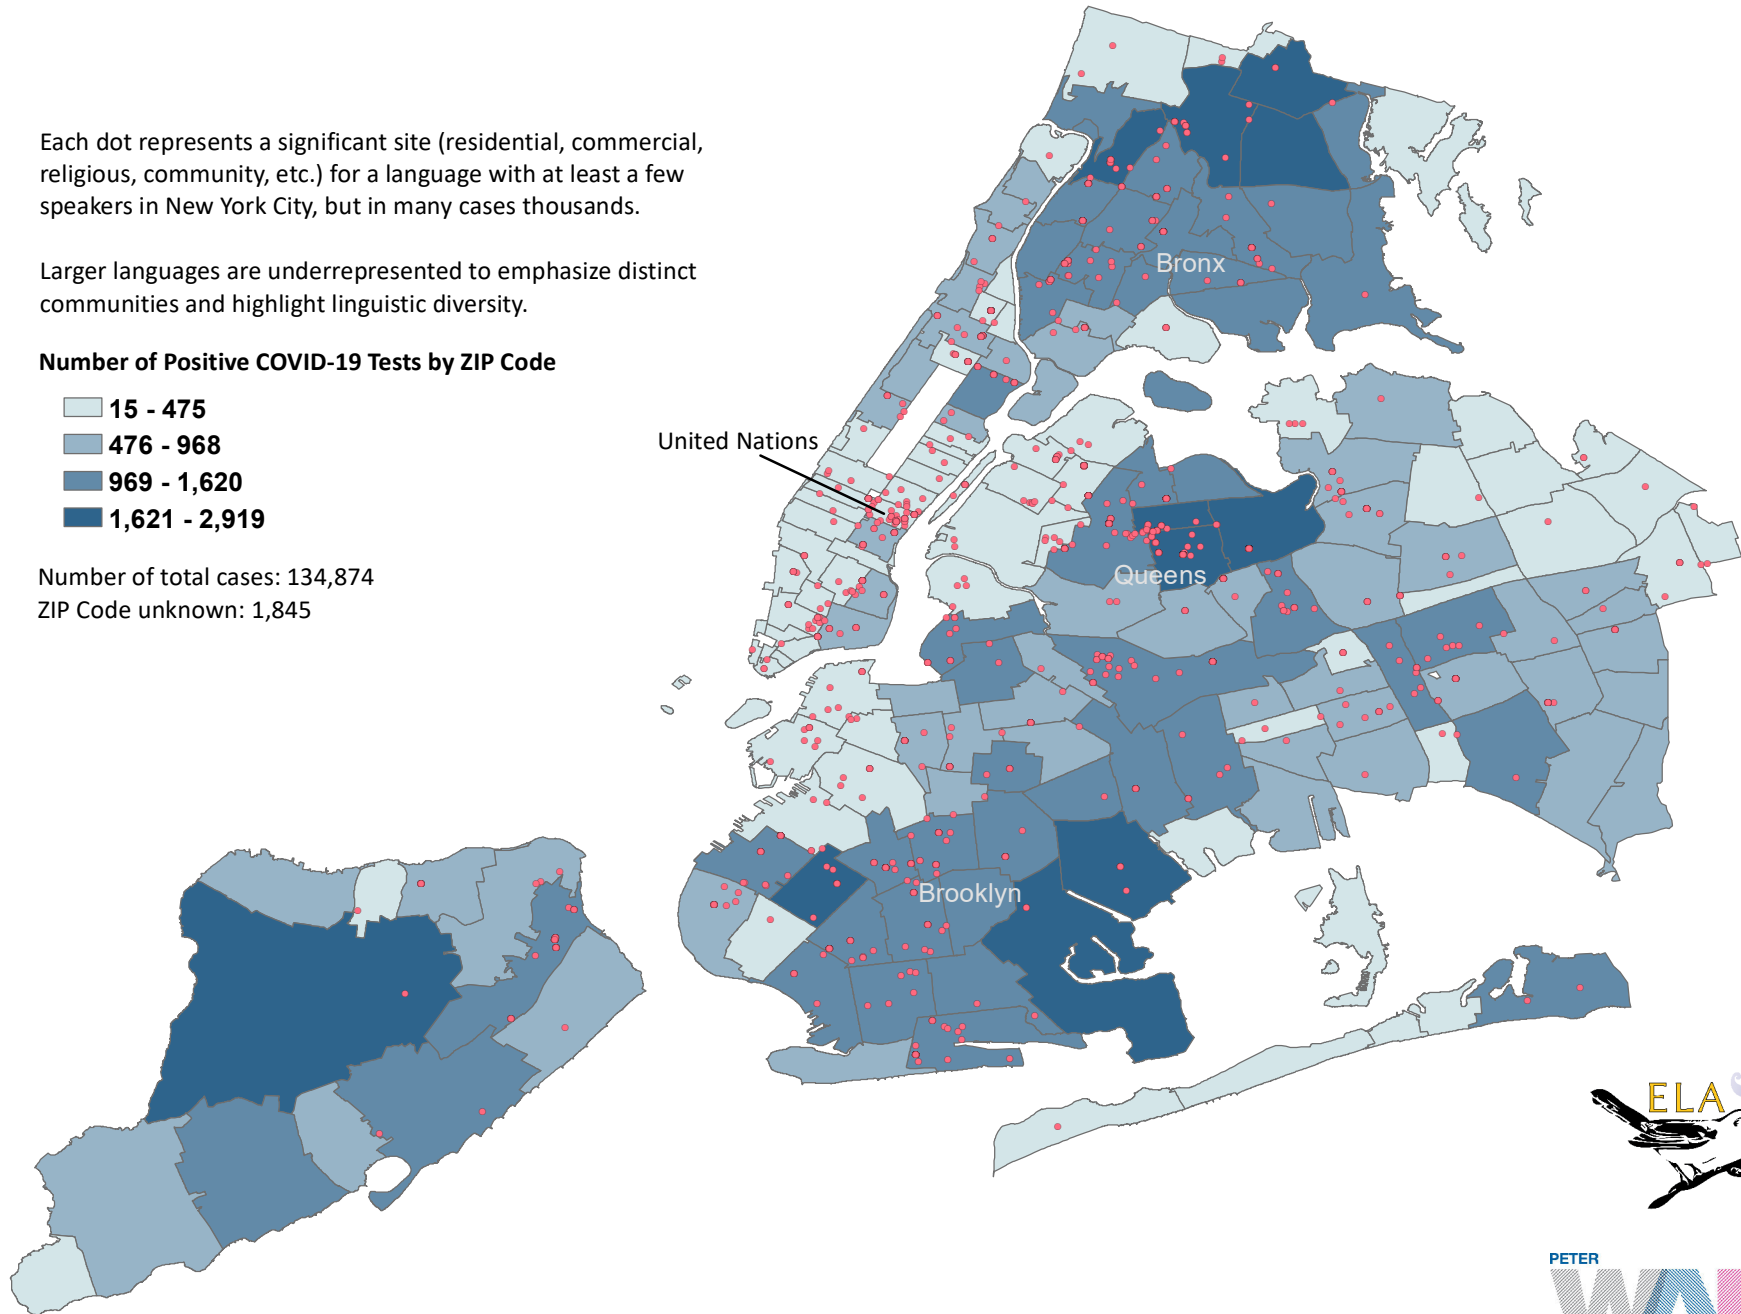 Each dot represents a significant site (residential, commercial,
religious, community, etc.) for a language with at least a few
speakers in New York City, but in many cases thousands.
Larger languages are underrepresented to emphasize distinct
communities and highlight linguistic diversity.
Number of Positive COVID-19 Tests by ZIP Code
15 - 475
476 - 968
969 - 1,620
1,621 - 2,919
Number of total cases: 134,874
ZIP Code unknown: 1,845
United Nations
Bronx
Queens
Brooklyn
ELA
PETER